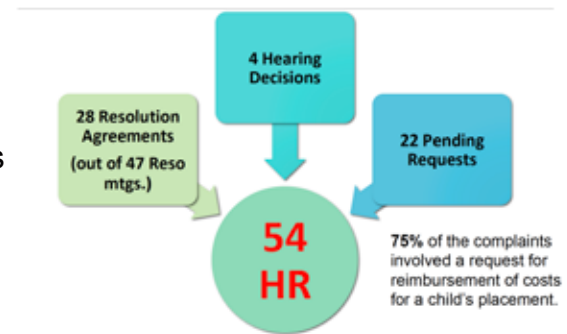 4 Hearing
Decisions
28 Resolution
Agreements
(out of 47 Reso
mtgs.)
22 Pending
Requests
s
54
HR
75% of the complaints
involved a request for
reimbursement of costs
for a child's placement.